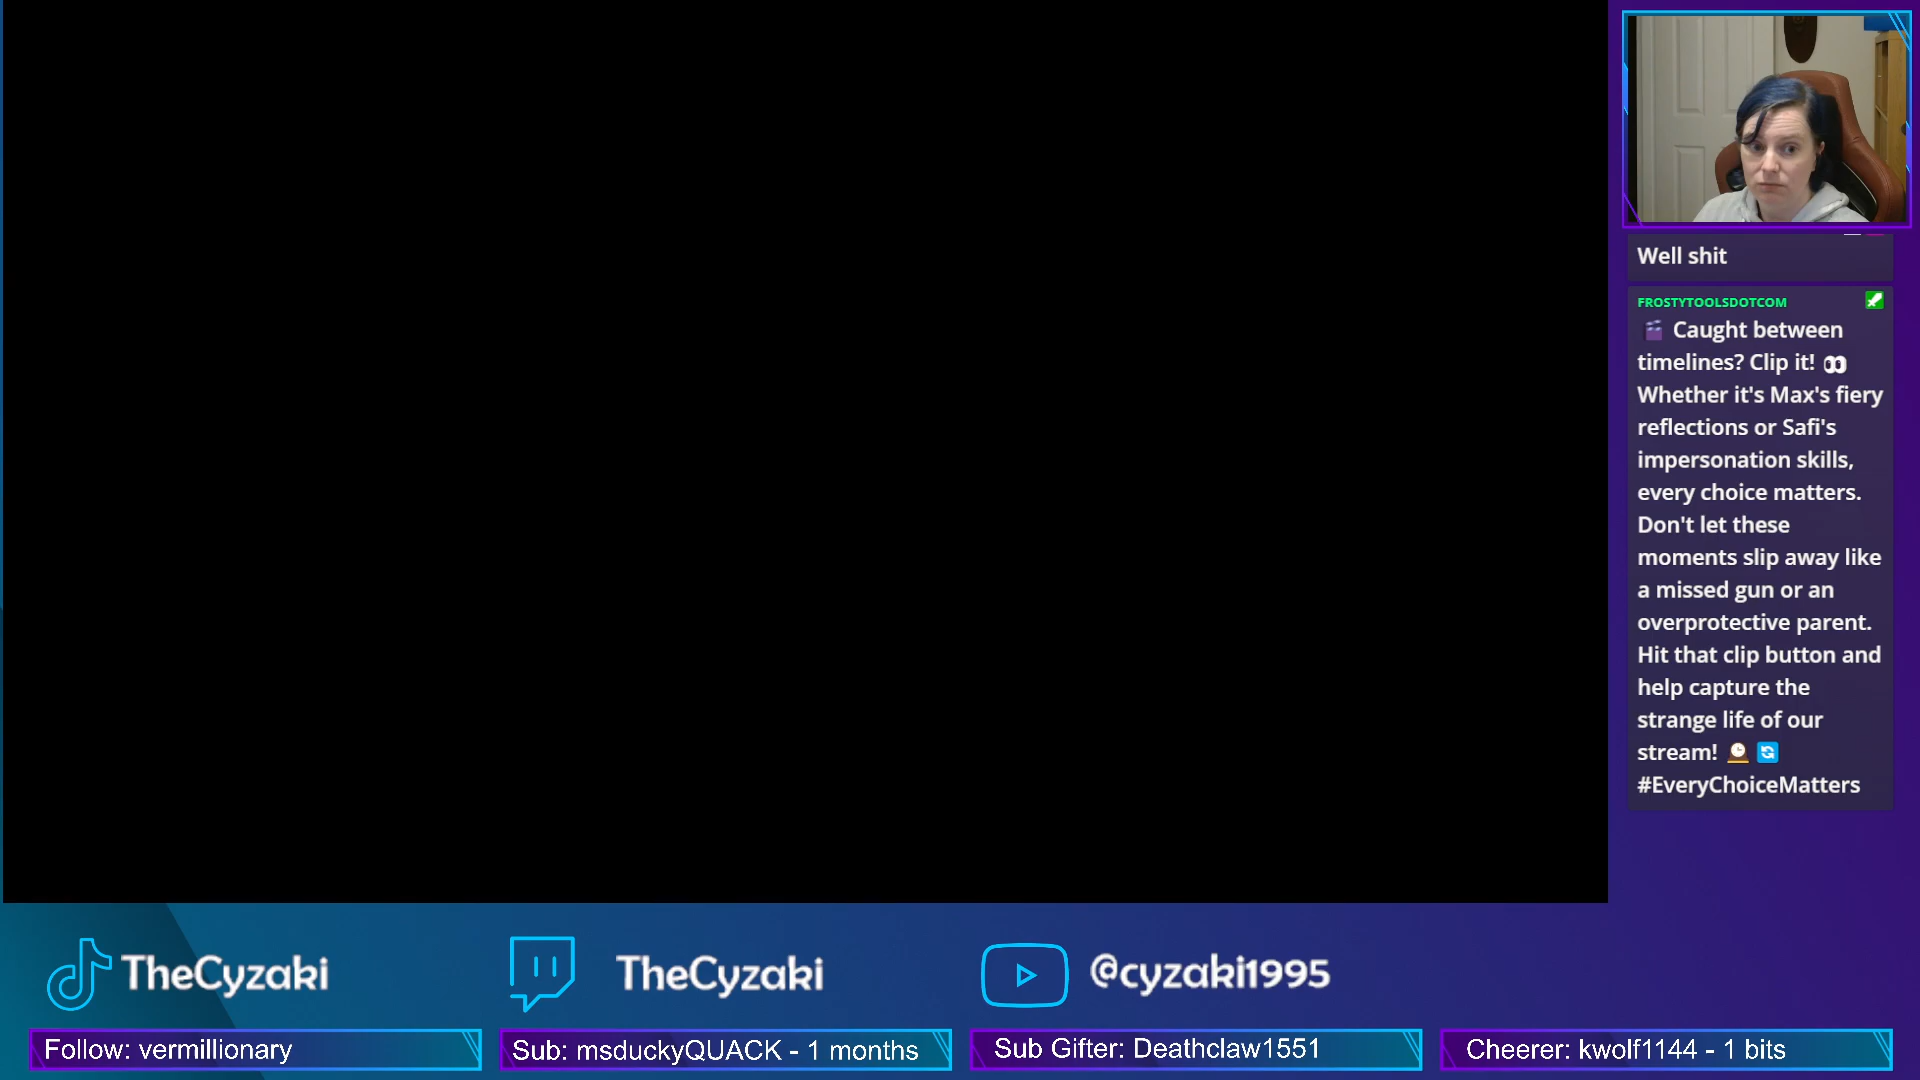 Well shit
FROSTYTOOLSDOTCOM
🎬 Caught between
timelines? Clip it! 👀
Whether it's Max's fiery
reflections or Safi's
impersonation skills,
every choice matters.
Don't let these
moments slip away like
a missed gun or an
overprotective parent.
Hit that clip button and
help capture the
strange life of our
stream! 🕰️ 🔄
#EveryChoiceMatters
TheCyzaki
TheCyzaki
@cyzaki1995
Follow: vermillionary
Sub: msduckyQUACK - 1 months
Sub Gifter: Deathclaw1551
Cheerer: kwolf1144 - 1 bits